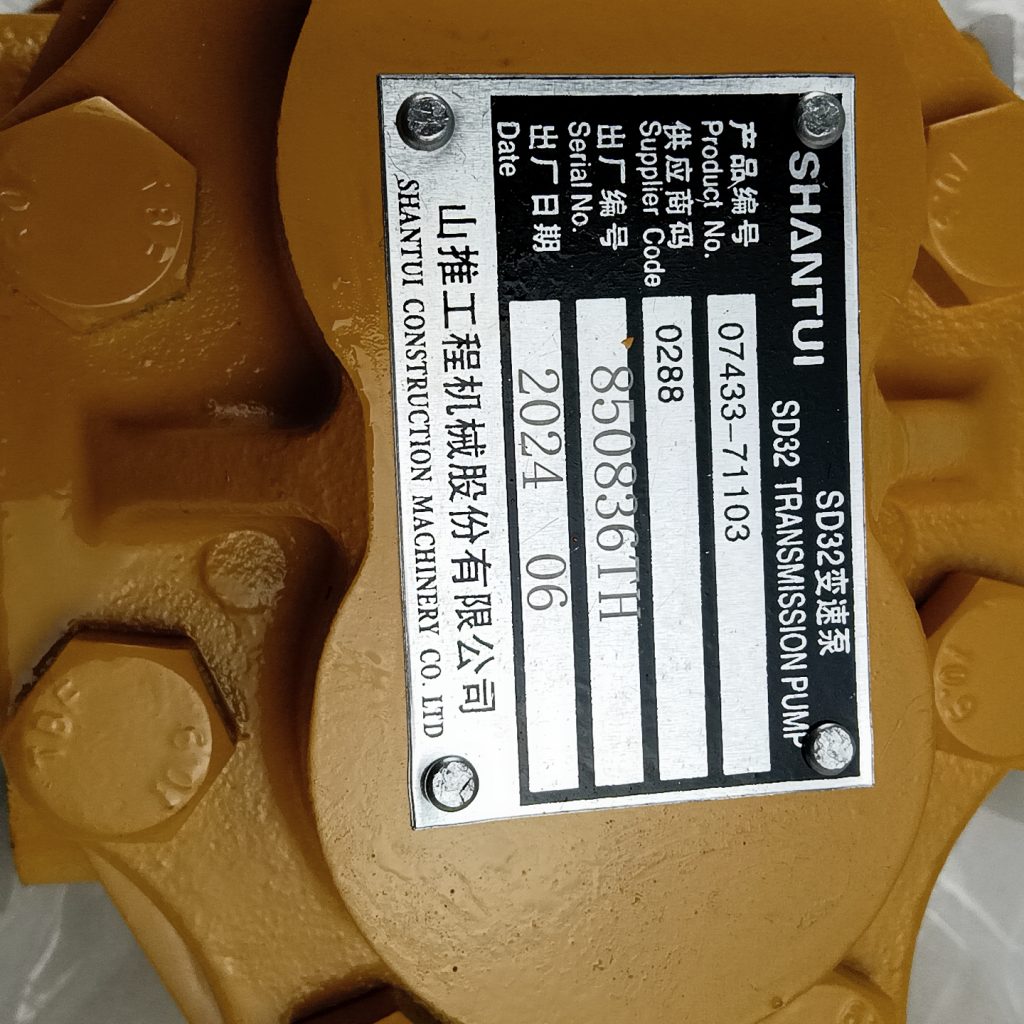 SHANTUI
SD32变速泵
SD32 TRANSMISSION PUMP
产品编号
Product No.
07433-71103
供应商码
Supplier Code
0288
出厂编号
Serial No.
850836TH
出厂日期
Date
2024 06
山推工程机械股份有限公司
SHANTUI CONSTRUCTION MACHINERY CO. LTD
10.9